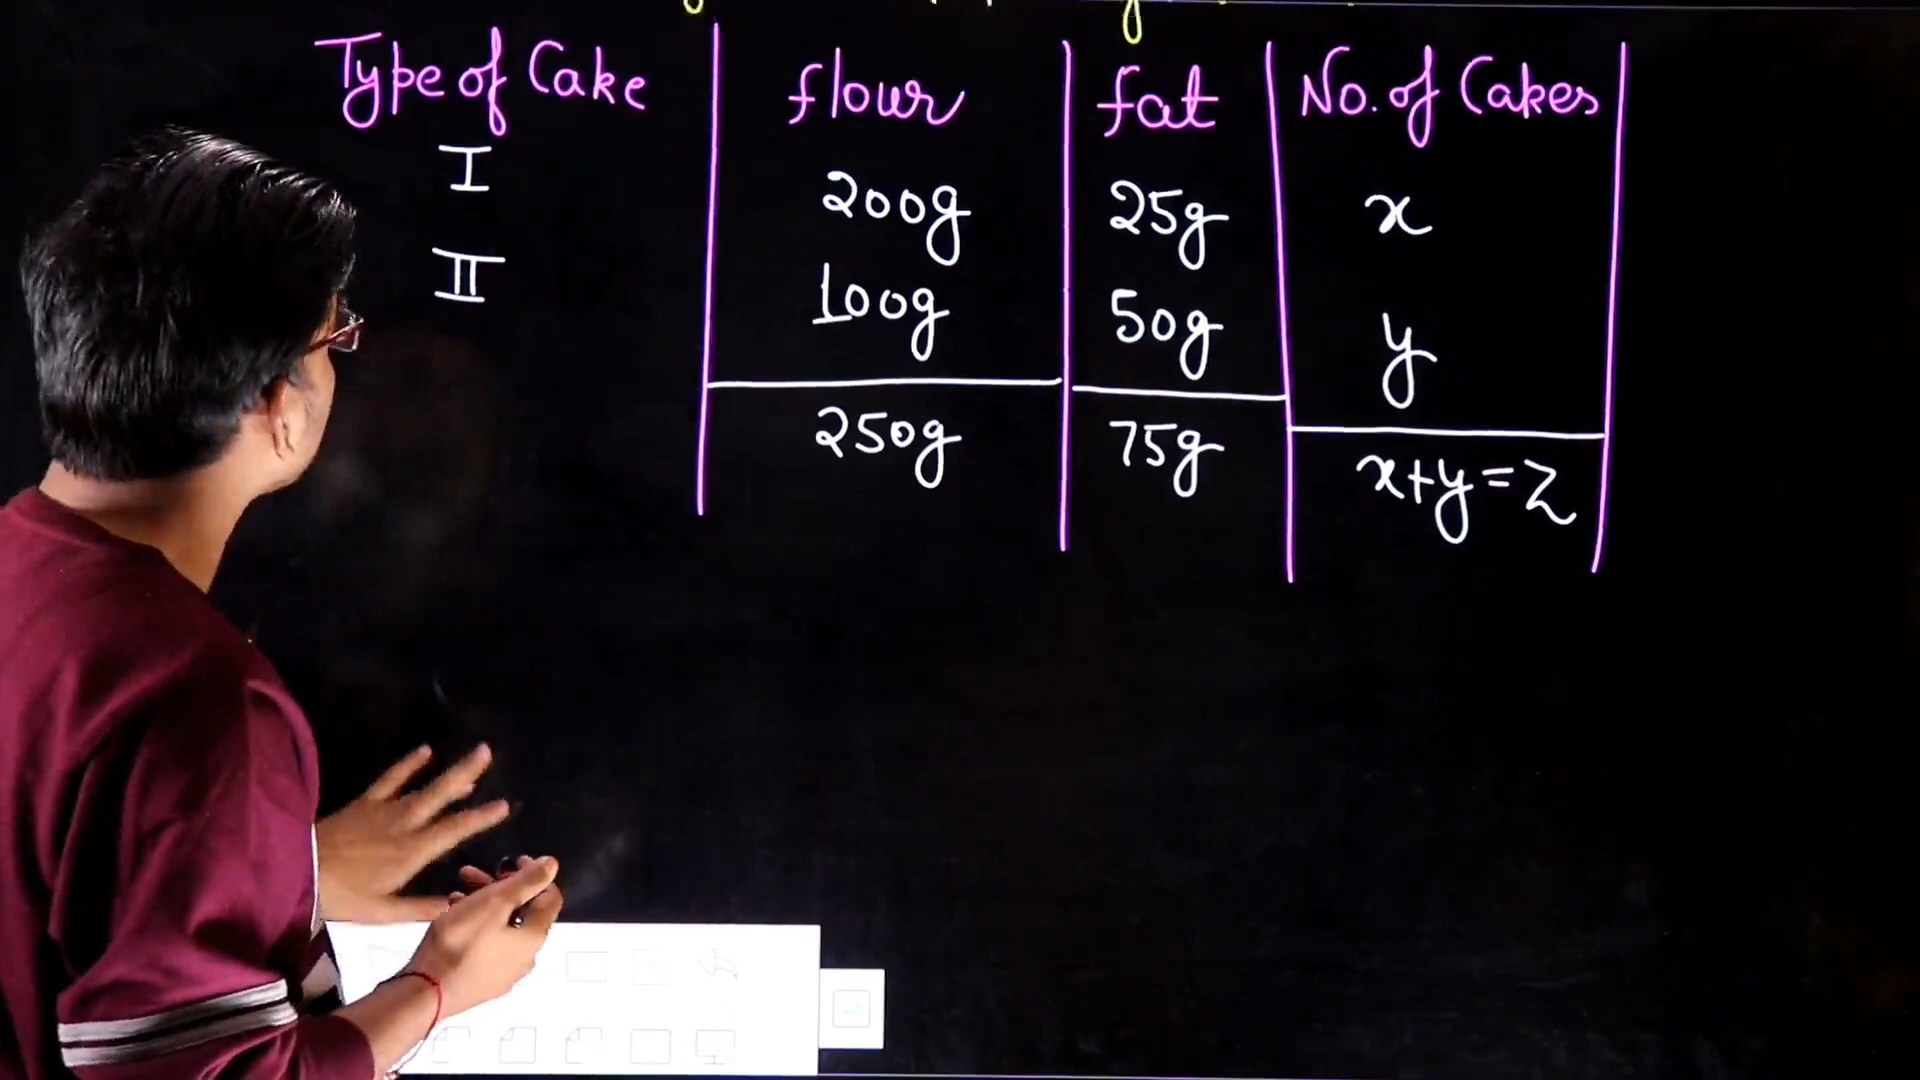 Type of Cake flour fat No. of Cakes
I 200g 25g x
II 100g 50g y
250g 75g x+y=Z